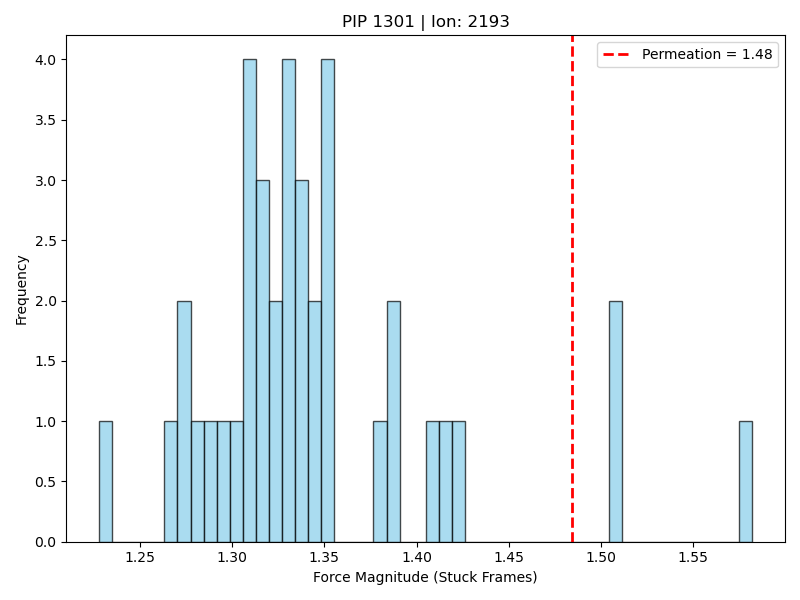 PIP 1301 | Ion: 2193
Permeation = 1.48
4.0
3.5
3.0
2.5
2.0
1.5
1.0
0.5
0.0
Frequency
1.25 1.30 1.35 1.40 1.45 1.50 1.55
Force Magnitude (Stuck Frames)